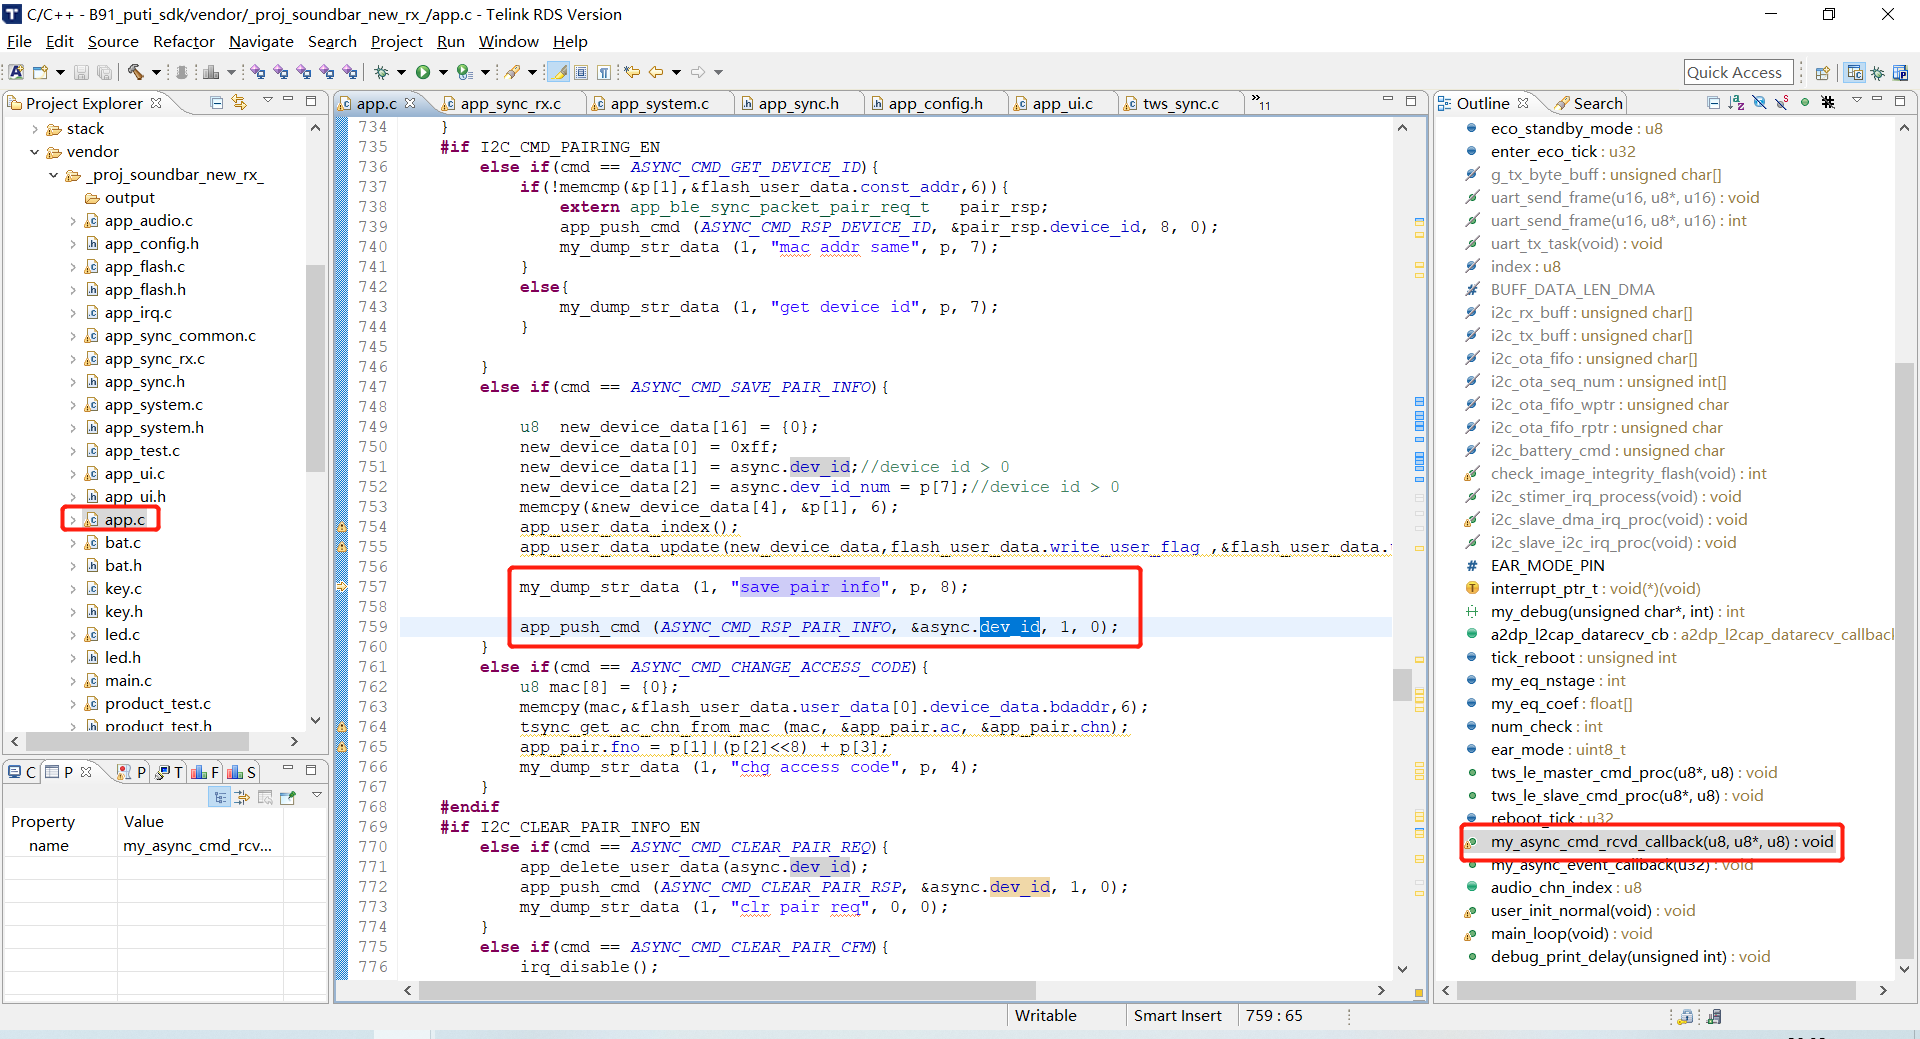 C/C++ - B91_puti_sdk/vendor/_proj_soundbar_new_rx_/app.c - Telink RDS Version
File Edit Source Refactor Navigate Search Project Run Window Help
Quick Access
Project Explorer
stack
vendor
_proj_soundbar_new_rx_
output
app_audio.c
app_config.h
app_flash.c
app_flash.h
app_irq.c
app_sync_common.c
app_sync_rx.c
app_sync.h
app_system.c
app_system.h
app_test.c
app_ui.c
app_ui.h
app.c
bat.c
bat.h
key.c
key.h
led.c
led.h
main.c
product_test.c
product_test.h
C P P T F S
Property Value
name my_async_cmd_rcv...
app.c app_sync_rx.c app_system.c app_sync.h app_config.h app_ui.c tws_sync.c »11
734 }
735 #if I2C_CMD_PAIRING_EN
736 else if(cmd == ASYNC_CMD_GET_DEVICE_ID){
737 if(!memcmp(&p[1],&flash_user_data.const_addr,6)){
738 extern app_ble_sync_packet_pair_req_t pair_rsp;
739 app_push_cmd (ASYNC_CMD_RSP_DEVICE_ID, &pair_rsp.device_id, 8, 0);
740 my_dump_str_data (1, "mac addr same", p, 7);
741 }
742 else{
743 my_dump_str_data (1, "get device id", p, 7);
744 }
745
746 }
747 else if(cmd == ASYNC_CMD_SAVE_PAIR_INFO){
748
749 u8 new_device_data[16] = {0};
750 new_device_data[0] = 0xff;
751 new_device_data[1] = async.dev_id;//device id > 0
752 new_device_data[2] = async.dev_id_num = p[7];//device id > 0
753 memcpy(&new_device_data[4], &p[1], 6);
754 app_user_data_index();
755 app_user_data_update(new_device_data,flash_user_data.write_user_flag ,&flash_user_data.
756
757 my_dump_str_data (1, "save pair info", p, 8);
758
759 app_push_cmd (ASYNC_CMD_RSP_PAIR_INFO, &async.dev_id, 1, 0);
760 }
761 else if(cmd == ASYNC_CMD_CHANGE_ACCESS_CODE){
762 u8 mac[8] = {0};
763 memcpy(mac,&flash_user_data.user_data[0].device_data.bdaddr,6);
764 tsync_get_ac_chn_from_mac (mac, &app_pair.ac, &app_pair.chn);
765 app_pair.fno = p[1]|(p[2]<<8) + p[3];
766 my_dump_str_data (1, "chg access code", p, 4);
767 }
768 #endif
769 #if I2C_CLEAR_PAIR_INFO_EN
770 else if(cmd == ASYNC_CMD_CLEAR_PAIR_REQ){
771 app_delete_user_data(async.dev_id);
772 app_push_cmd (ASYNC_CMD_CLEAR_PAIR_RSP, &async.dev_id, 1, 0);
773 my_dump_str_data (1, "clr pair req", 0, 0);
774 }
775 else if(cmd == ASYNC_CMD_CLEAR_PAIR_CFM){
776 irq_disable();
Outline Search
eco_standby_mode : u8
enter_eco_tick : u32
g_tx_byte_buff : unsigned char[]
uart_send_frame(u16, u8*, u16) : void
uart_send_frame(u16, u8*, u16) : int
uart_tx_task(void) : void
index : u8
BUFF_DATA_LEN_DMA
i2c_rx_buff : unsigned char[]
i2c_tx_buff : unsigned char[]
i2c_ota_fifo : unsigned char[]
i2c_ota_seq_num : unsigned int[]
i2c_ota_fifo_wptr : unsigned char
i2c_ota_fifo_rptr : unsigned char
i2c_battery_cmd : unsigned char
check_image_integrity_flash(void) : int
i2c_stimer_irq_process(void) : void
i2c_slave_dma_irq_proc(void) : void
i2c_slave_i2c_irq_proc(void) : void
EAR_MODE_PIN
interrupt_ptr_t : void(*)(void)
my_debug(unsigned char*, int) : int
a2dp_l2cap_datarecv_cb : a2dp_l2cap_datarecv_callback
tick_reboot : unsigned int
my_eq_nstage : int
my_eq_coef : float[]
num_check : int
ear_mode : uint8_t
tws_le_master_cmd_proc(u8*, u8) : void
tws_le_slave_cmd_proc(u8*, u8) : void
reboot_tick : u32
my_async_cmd_rcvd_callback(u8, u8*, u8) : void
my_async_event_callback(u32) : void
audio_chn_index : u8
user_init_normal(void) : void
main_loop(void) : void
debug_print_delay(unsigned int) : void
Writable Smart Insert 759 : 65